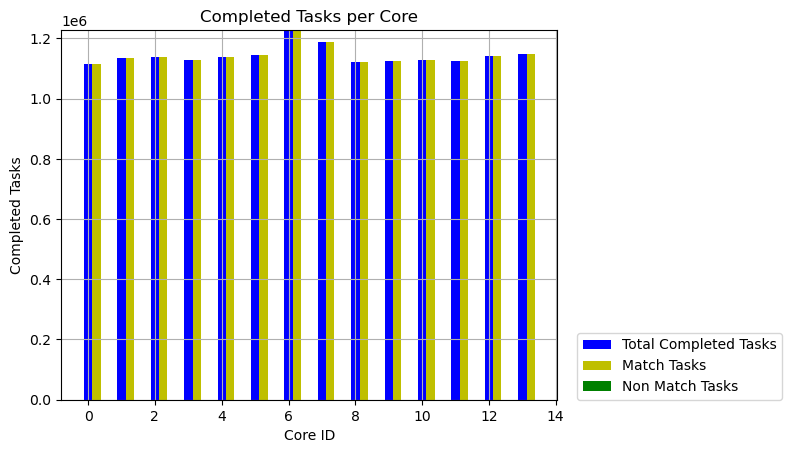 Completed Tasks per Core
1e6
1.2
1.0
0.8
0.6
0.4
0.2
0.0
Completed Tasks
0 2 4 6 8 10 12 14
Core ID
Total Completed Tasks
Match Tasks
Non Match Tasks